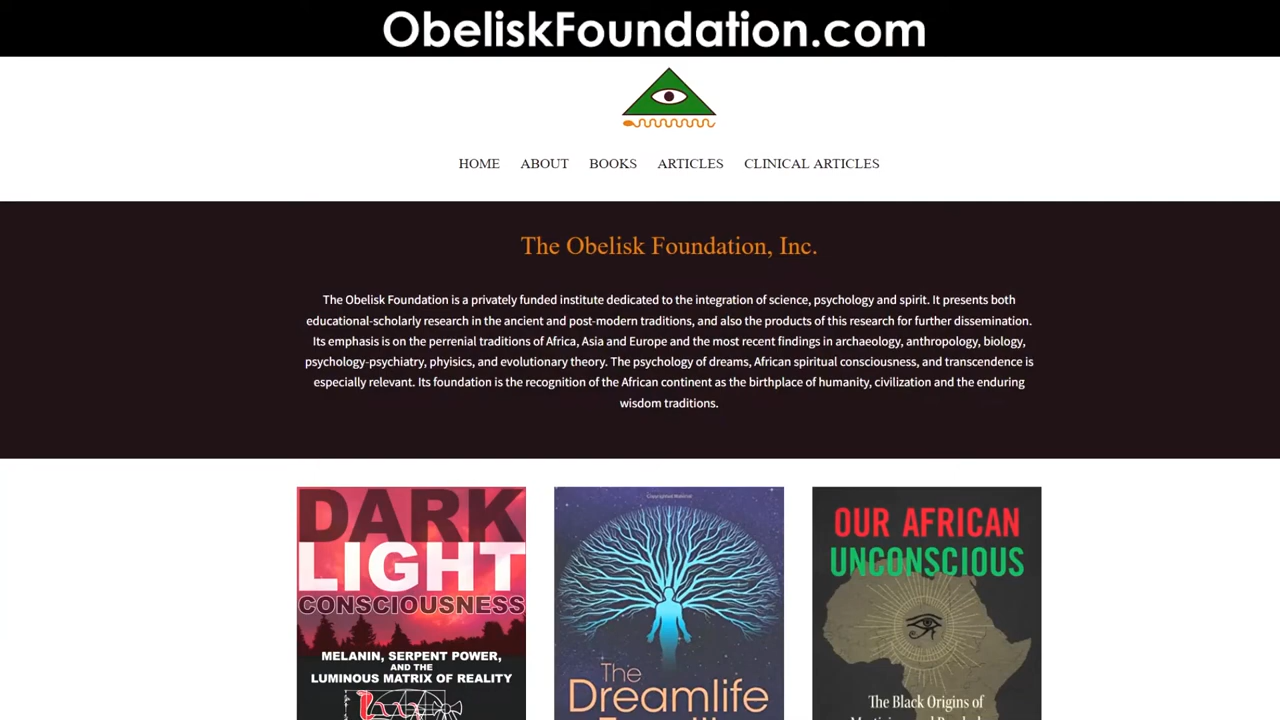 ObeliskFoundation.com
HOME ABOUT BOOKS ARTICLES CLINICAL ARTICLES
The Obelisk Foundation, Inc.
The Obelisk Foundation is a privately funded institute dedicated to the integration of science, psychology and spirit. It presents both
educational-scholarly research in the ancient and post-modern traditions, and also the products of this research for further dissemination.
Its emphasis is on the perrenial traditions of Africa, Asia and Europe and the most recent findings in archaeology, anthropology, biology,
psychology-psychiatry, phyisics, and evolutionary theory. The psychology of dreams, African spiritual consciousness, and transcendence is
especially relevant. Its foundation is the recognition of the African continent as the birthplace of humanity, civilization and the enduring
wisdom traditions.
DARK
LIGHT
CONSCIOUSNESS
MELANIN, SERPENT POWER,
AND THE
LUMINOUS MATRIX OF REALITY
Copyrighted Material
The
Dreamlife
OUR AFRICAN
UNCONSCIOUS
The Black Origins of